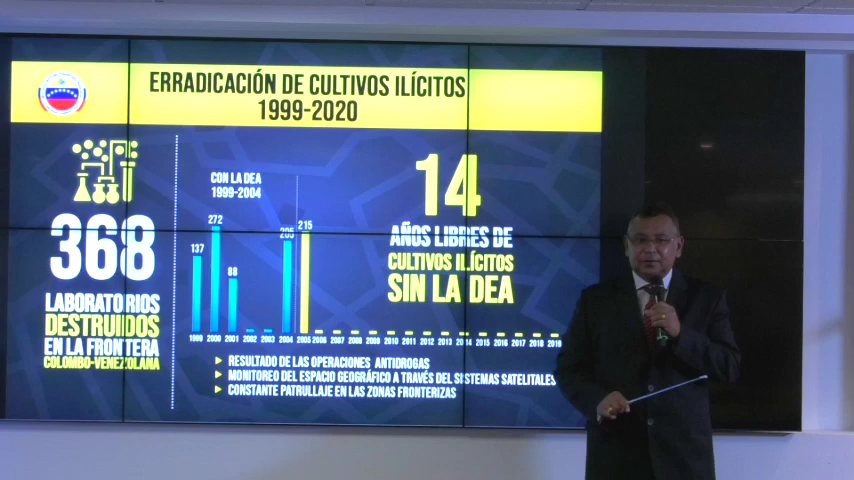 ERRADICACIÓN DE CULTIVOS ILÍCITOS
1999-2020
368
LABORATORIOS
DESTRUIDOS
EN LA FRONTERA
COLOMBO-VENEZOLANA
CON LA DEA
1999-2004
137
272
88
205
215
1999 2000 2001 2002 2003 2004 2005 2006 2007 2008 2009 2010 2011 2012 2013 2014 2015 2016 2017 2018 2019
14
AÑOS LIBRES DE
CULTIVOS ILÍCITOS
SIN LA DEA
RESULTADO DE LAS OPERACIONES ANTIDROGAS
MONITOREO DEL ESPACIO GEOGRÁFICO A TRAVÉS DEL SISTEMAS SATELITALES
CONSTANTE PATRULLAJE EN LAS ZONAS FRONTERIZAS